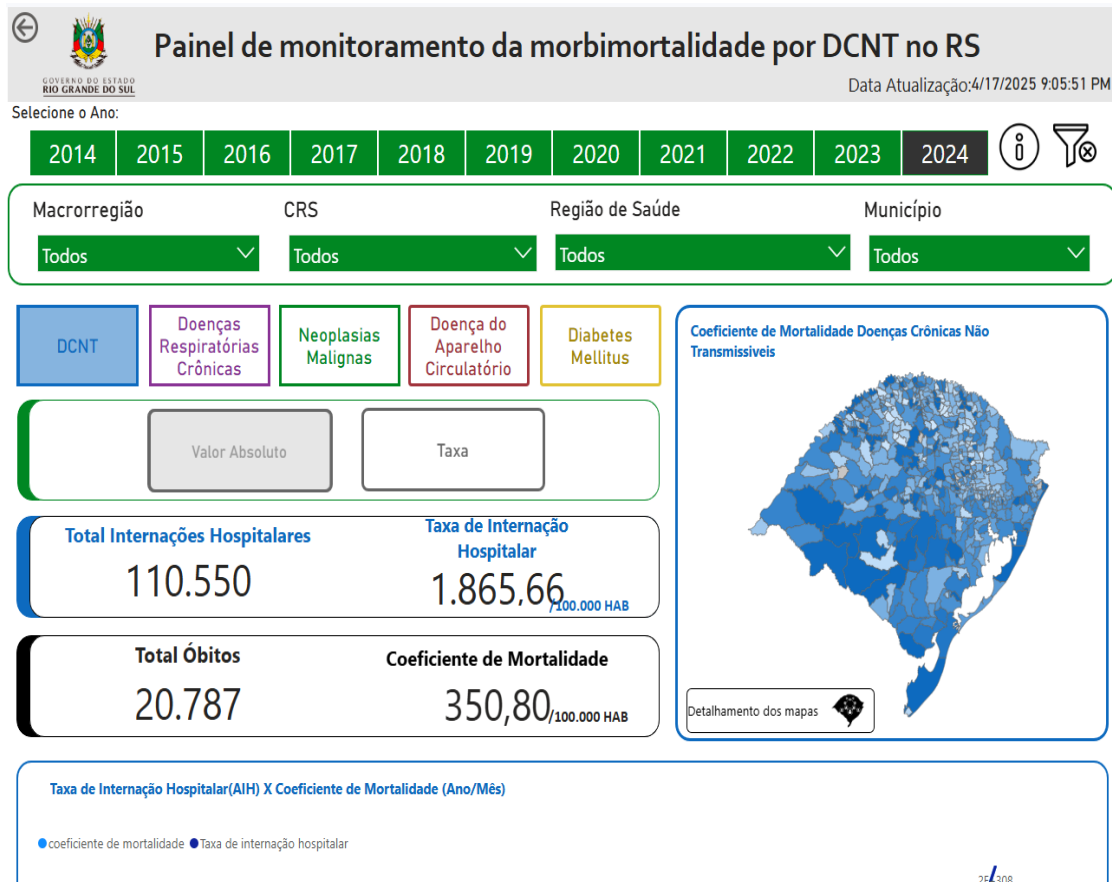 Painel de monitoramento da morbimortalidade por DCNT no RS
GOVERNO DO ESTADO
RIO GRANDE DO SUL
Data Atualização:4/17/2025 9:05:51 PM
Selecione o Ano:
2014 2015 2016 2017 2018 2019 2020 2021 2022 2023 2024
Macrorregião CRS Região de Saúde Município
Todos Todos Todos Todos
DCNT
Doenças
Respiratórias
Crônicas
Neoplasias
Malignas
Doença do
Aparelho
Circulatório
Diabetes
Mellitus
Coeficiente de Mortalidade Doenças Crônicas Não
Transmissiveis
Valor Absoluto
Taxa
Total Internações Hospitalares
110.550
Taxa de Internação
Hospitalar
1.865,66
/100.000 HAB
Total Óbitos
20.787
Coeficiente de Mortalidade
350,80/100.000 HAB
Detalhamento dos mapas
Taxa de Internação Hospitalar(AIH) X Coeficiente de Mortalidade (Ano/Mês)
coeficiente de mortalidade Taxa de internação hospitalar